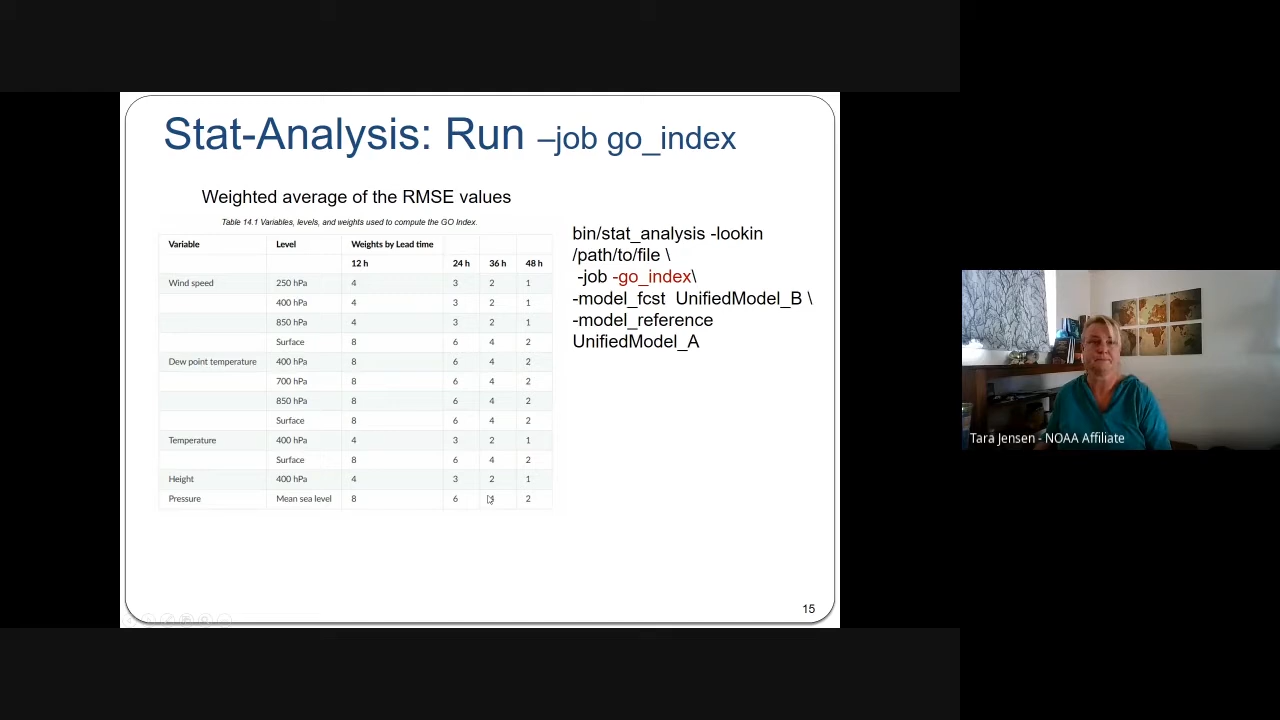 Stat-Analysis: Run –job go_index
Weighted average of the RMSE values
Table 14.1 Variables, levels, and weights used to compute the GO Index.
Variable Level Weights by Lead time
12 h 24 h 36 h 48 h
Wind speed 250 hPa 4 3 2 1
400 hPa 4 3 2 1
850 hPa 4 3 2 1
Surface 8 6 4 2
Dew point temperature 400 hPa 8 6 4 2
700 hPa 8 6 4 2
850 hPa 8 6 4 2
Surface 8 6 4 2
Temperature 400 hPa 4 3 2 1
Surface 8 6 4 2
Height 400 hPa 4 3 2 1
Pressure Mean sea level 8 6 2
bin/stat_analysis -lookin
/path/to/file \
-job -go_index\
-model_fcst UnifiedModel_B \
-model_reference
UnifiedModel_A
15
Tara Jensen - NOAA Affiliate